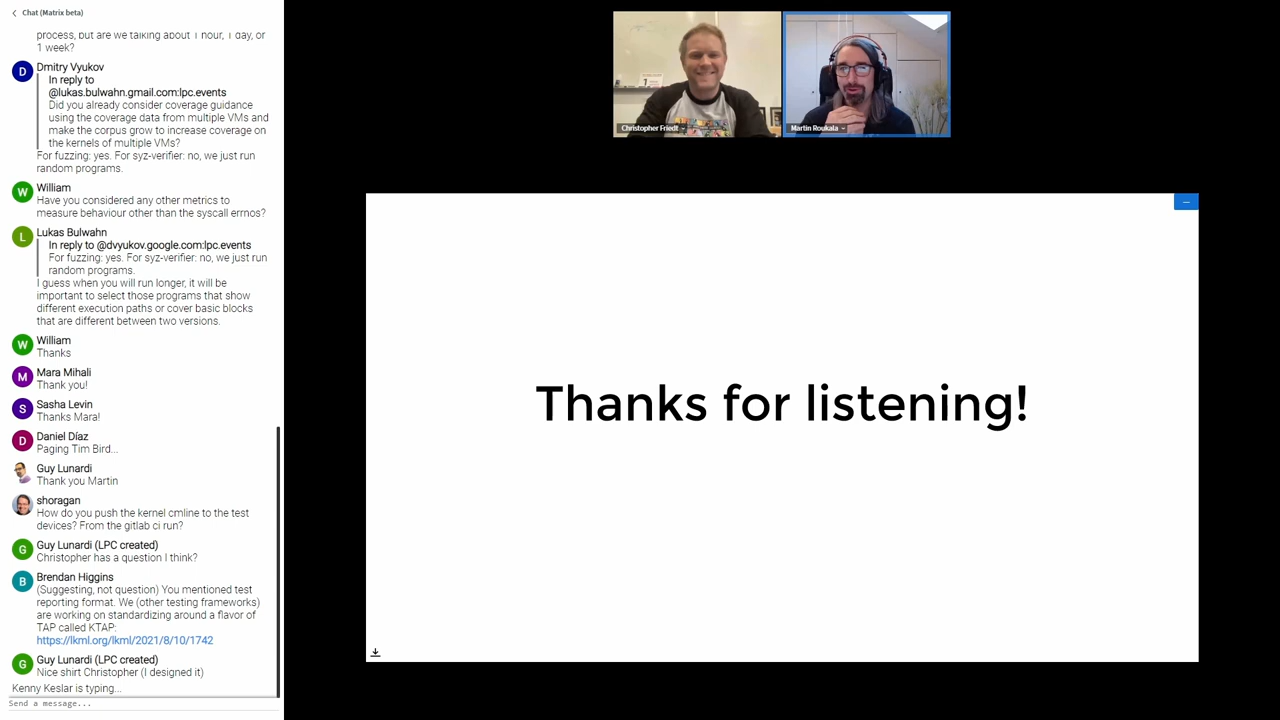 Chat (Matrix beta)
process, but are we talking about 1 hour, 1 day, or
1 week?
D
Dmitry Vyukov
In reply to
@lukas.bulwahn.gmail.com:lpc.events
Did you already consider coverage guidance
using the coverage data from multiple VMs and
make the corpus grow to increase coverage on
the kernels of multiple VMs?
For fuzzing: yes. For syz-verifier: no, we just run
random programs.
W
William
Have you considered any other metrics to
measure behaviour other than the syscall errnos?
L
Lukas Bulwahn
In reply to @dvyukov.google.com:lpc.events
For fuzzing: yes. For syz-verifier: no, we just run
random programs.
I guess when you will run longer, it will be
important to select those programs that show
different execution paths or cover basic blocks
that are different between two versions.
W
William
Thanks
M
Mara Mihali
Thank you!
S
Sasha Levin
Thanks Mara!
D
Daniel Díaz
Paging Tim Bird...
Guy Lunardi
Thank you Martin
shoragan
How do you push the kernel cmline to the test
devices? From the gitlab ci run?
G
Guy Lunardi (LPC created)
Christopher has a question I think?
B
Brendan Higgins
(Suggesting, not question) You mentioned test
reporting format. We (other testing frameworks)
are working on standardizing around a flavor of
TAP called KTAP:
https://lkml.org/lkml/2021/8/10/1742
G
Guy Lunardi (LPC created)
Nice shirt Christopher (I designed it)
Kenny Keslar is typing...
Send a message...
Christopher Friedt
Martin Roukala
Thanks for listening!